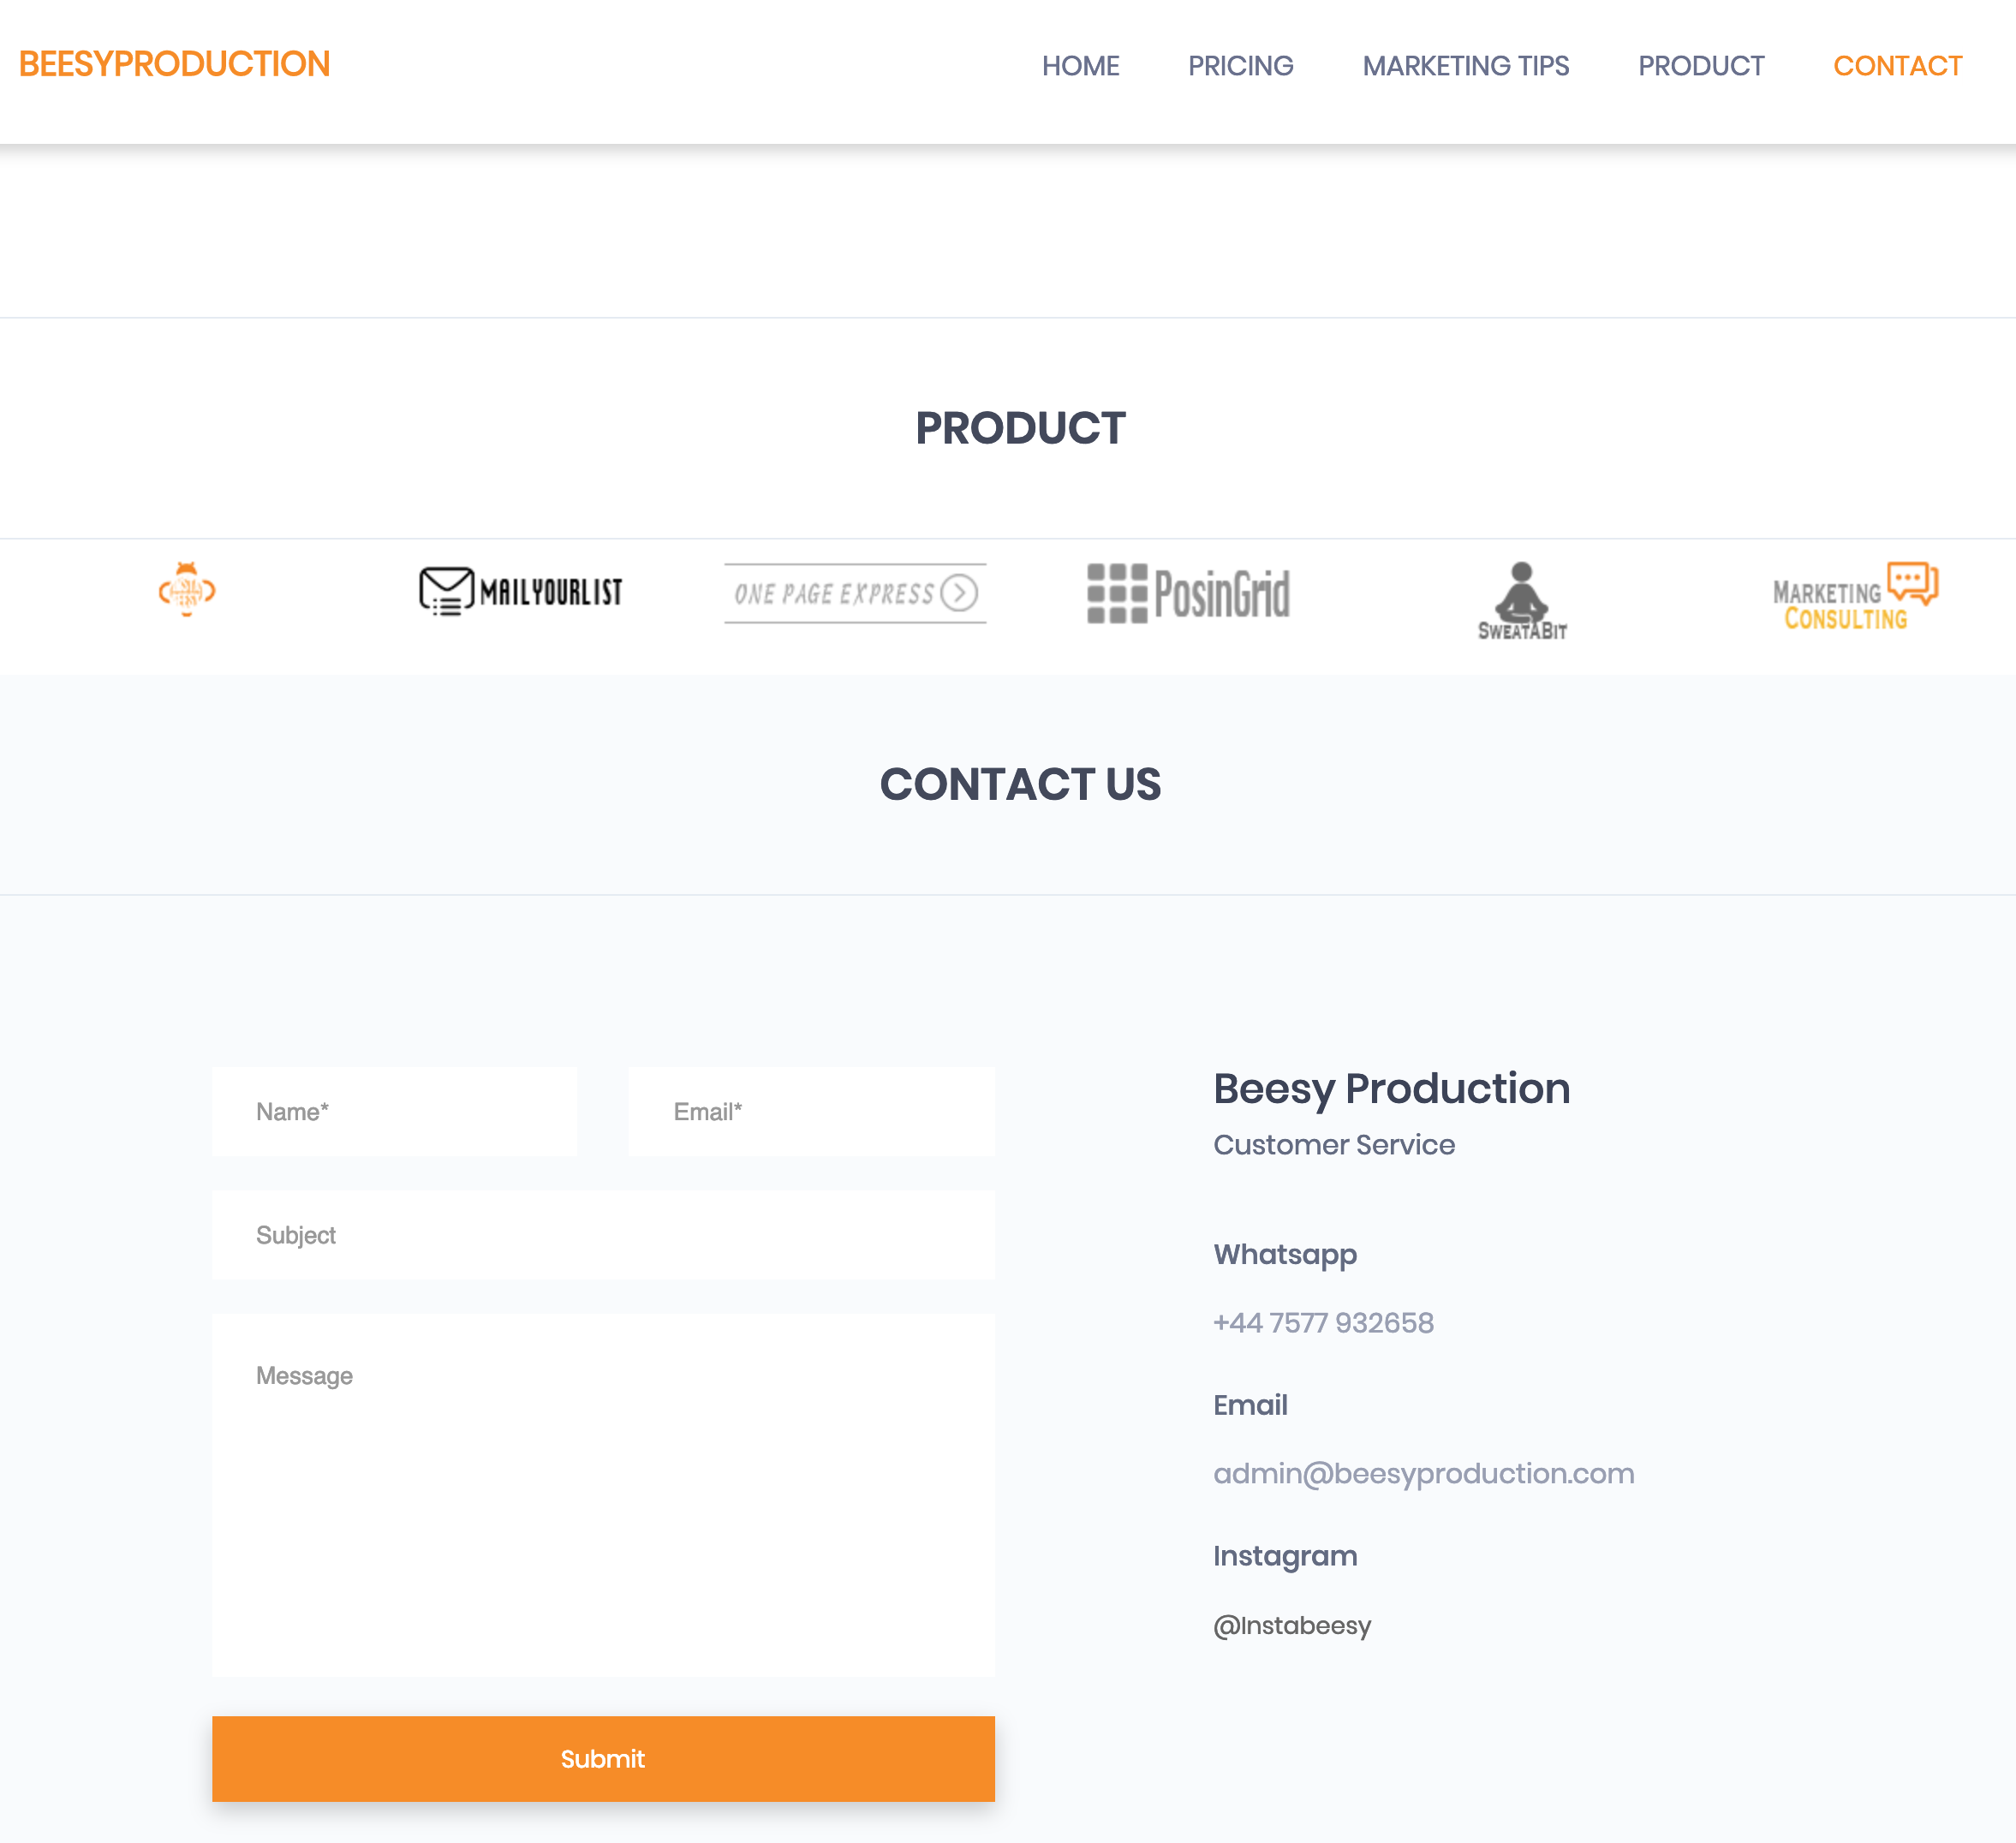 BEESYPRODUCTION
HOME PRICING MARKETING TIPS PRODUCT CONTACT
PRODUCT
MAILYOURLIST
ONE PAGE EXPRESS
PosinGrid
SWEATABIT
MARKETING
CONSULTING
CONTACT US
Name*
Email*
Subject
Message
Submit
Beesy Production
Customer Service
Whatsapp
+44 7577 932658
Email
admin@beesyproduction.com
Instagram
@Instabeesy